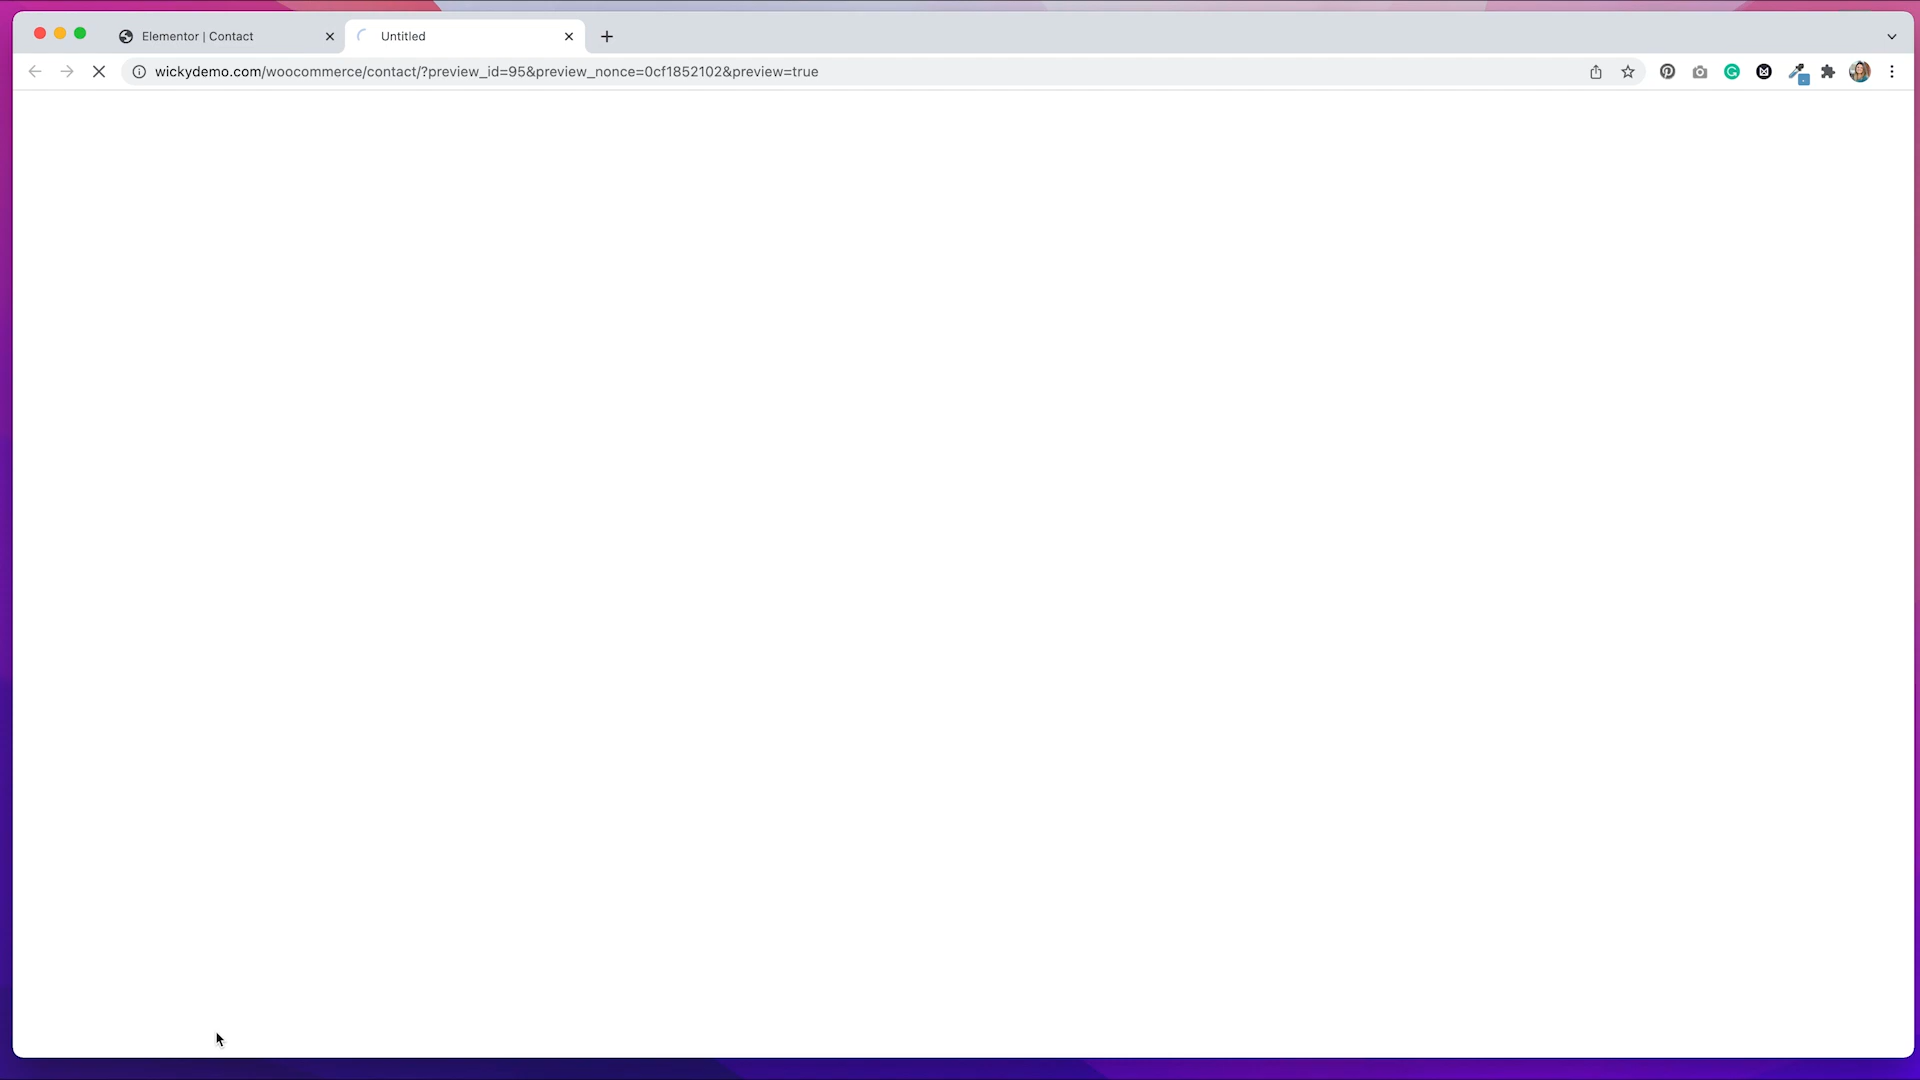 Elementor | Contact
Untitled
wickydemo.com/woocommerce/contact/?preview_id=95&preview_nonce=0cf1852102&preview=true